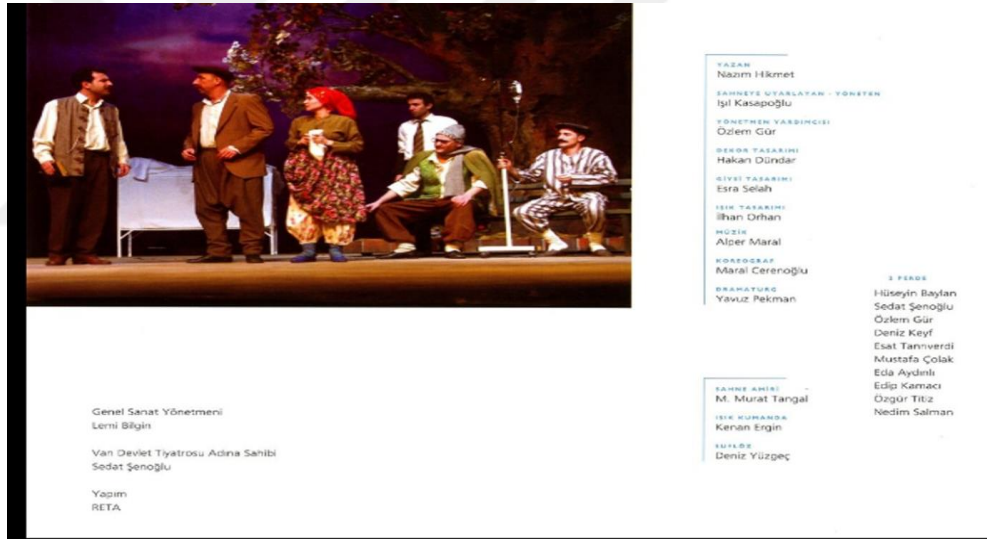 YAZAN
Nazım Hikmet
SAHNEYE UYARLAYAN - YÖNETEN
Işıl Kasapoğlu
YÖNETMEN YARDIMCISI
Özlem Gür
DEKOR TASARIMI
Hakan Dündar
GİYSİ TASARIMI
Esra Selah
IŞIK TASARIMI
İlhan Orhan
MÜZİK
Alper Maral
KOREOGRAF
Maral Cerenoğlu
DRAMATURG
Yavuz Pekman
2 PERDE
Hüseyin Baylan
Sedat Şenoğlu
Özlem Gür
Deniz Keyf
Esat Tanrıverdi
Mustafa Çolak
Eda Aydınlı
Edip Kamacı
Özgür Titiz
Nedim Salman
SAHNE AMİRİ
M. Murat Tangal
IŞIK KUMANDA
Kenan Ergin
SUFLÖZ
Deniz Yüzgeç
Genel Sanat Yönetmeni
Lemi Bilgin
Van Devlet Tiyatrosu Adına Sahibi
Sedat Şenoğlu
Yapım
RETA